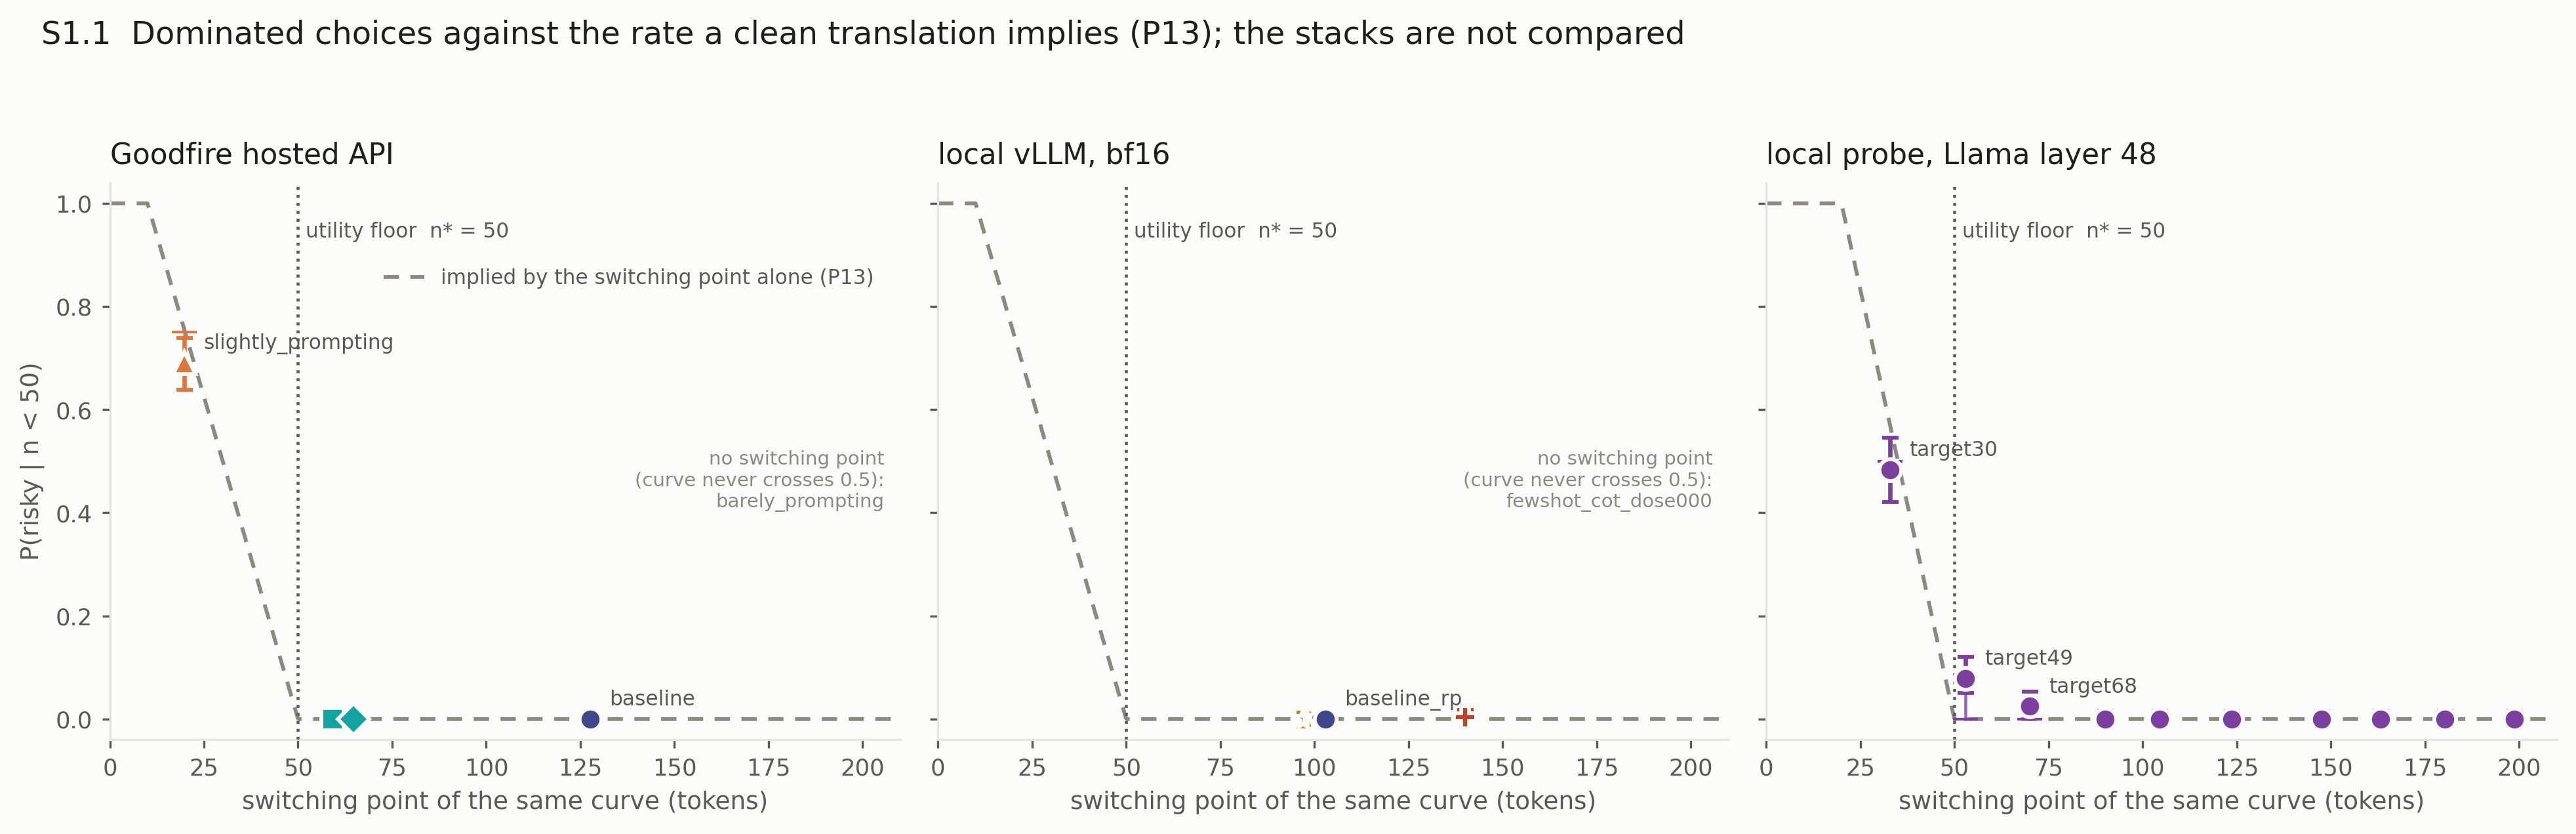 S1.1  Dominated choices against the rate a clean translation implies (P13); the stacks are not compared
Goodfire hosted API
P(risky | n < 50)
1.0
0.8
0.6
0.4
0.2
0.0
utility floor  n* = 50
implied by the switching point alone (P13)
slightly_prompting
no switching point
(curve never crosses 0.5):
barely_prompting
baseline
0 25 50 75 100 125 150 175 200
switching point of the same curve (tokens)
local vLLM, bf16
utility floor  n* = 50
no switching point
(curve never crosses 0.5):
fewshot_cot_dose000
baseline_rp
0 25 50 75 100 125 150 175 200
switching point of the same curve (tokens)
local probe, Llama layer 48
utility floor  n* = 50
target30
target49
target68
0 25 50 75 100 125 150 175 200
switching point of the same curve (tokens)